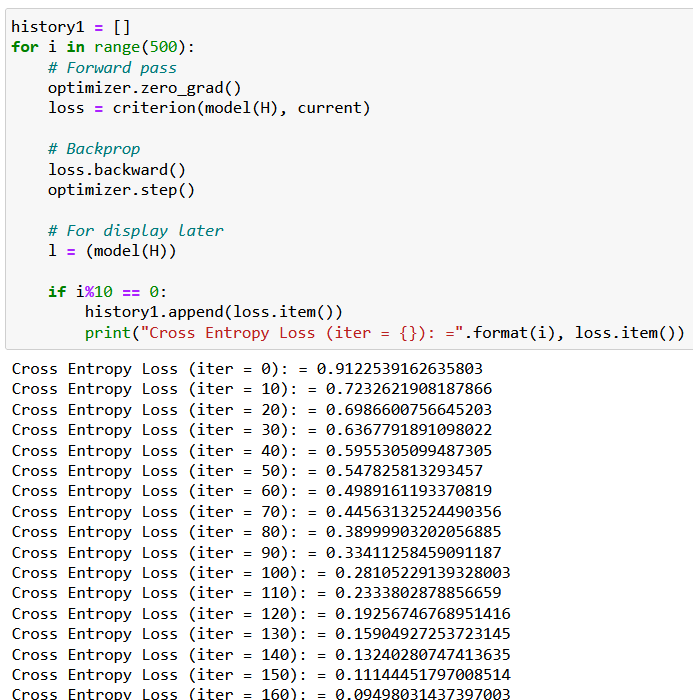 history1 = []
for i in range(500):
    # Forward pass
    optimizer.zero_grad()
    loss = criterion(model(H), current)
    # Backprop
    loss.backward()
    optimizer.step()
    # For display later
    l = (model(H))
    if i%10 == 0:
        history1.append(loss.item())
        print("Cross Entropy Loss (iter = {}): =".format(i), loss.item())
Cross Entropy Loss (iter = 0): = 0.9122539162635803
Cross Entropy Loss (iter = 10): = 0.7232621908187866
Cross Entropy Loss (iter = 20): = 0.6986600756645203
Cross Entropy Loss (iter = 30): = 0.6367791891098022
Cross Entropy Loss (iter = 40): = 0.5955305099487305
Cross Entropy Loss (iter = 50): = 0.547825813293457
Cross Entropy Loss (iter = 60): = 0.4989161193370819
Cross Entropy Loss (iter = 70): = 0.44563132524490356
Cross Entropy Loss (iter = 80): = 0.38999903202056885
Cross Entropy Loss (iter = 90): = 0.33411258459091187
Cross Entropy Loss (iter = 100): = 0.28105229139328003
Cross Entropy Loss (iter = 110): = 0.2333802878856659
Cross Entropy Loss (iter = 120): = 0.19256746768951416
Cross Entropy Loss (iter = 130): = 0.15904927253723145
Cross Entropy Loss (iter = 140): = 0.13240280747413635
Cross Entropy Loss (iter = 150): = 0.11144451797008514
Cross Entropy Loss (iter = 160): = 0.09498031437397003